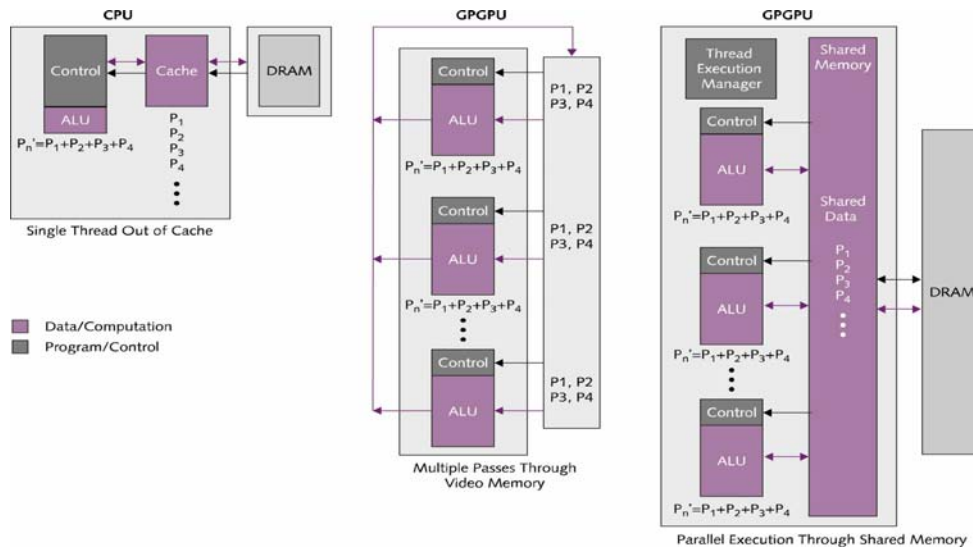 CPU
Control
Cache
DRAM
ALU
Pn'=P1+P2+P3+P4
P1
P2
P3
P4
Single Thread Out of Cache
Data/Computation
Program/Control
GPGPU
Control
P1, P2
P3, P4
ALU
Pn'=P1+P2+P3+P4
Control
P1, P2
P3, P4
ALU
Pn'=P1+P2+P3+P4
Control
P1, P2
P3, P4
ALU
Multiple Passes Through
Video Memory
GPGPU
Thread
Execution
Manager
Shared
Memory
Control
ALU
Pn'=P1+P2+P3+P4
Shared
Data
P1
P2
P3
P4
Control
ALU
Pn'=P1+P2+P3+P4
DRAM
Control
ALU
Pn'=P1+P2+P3+P4
Parallel Execution Through Shared Memory